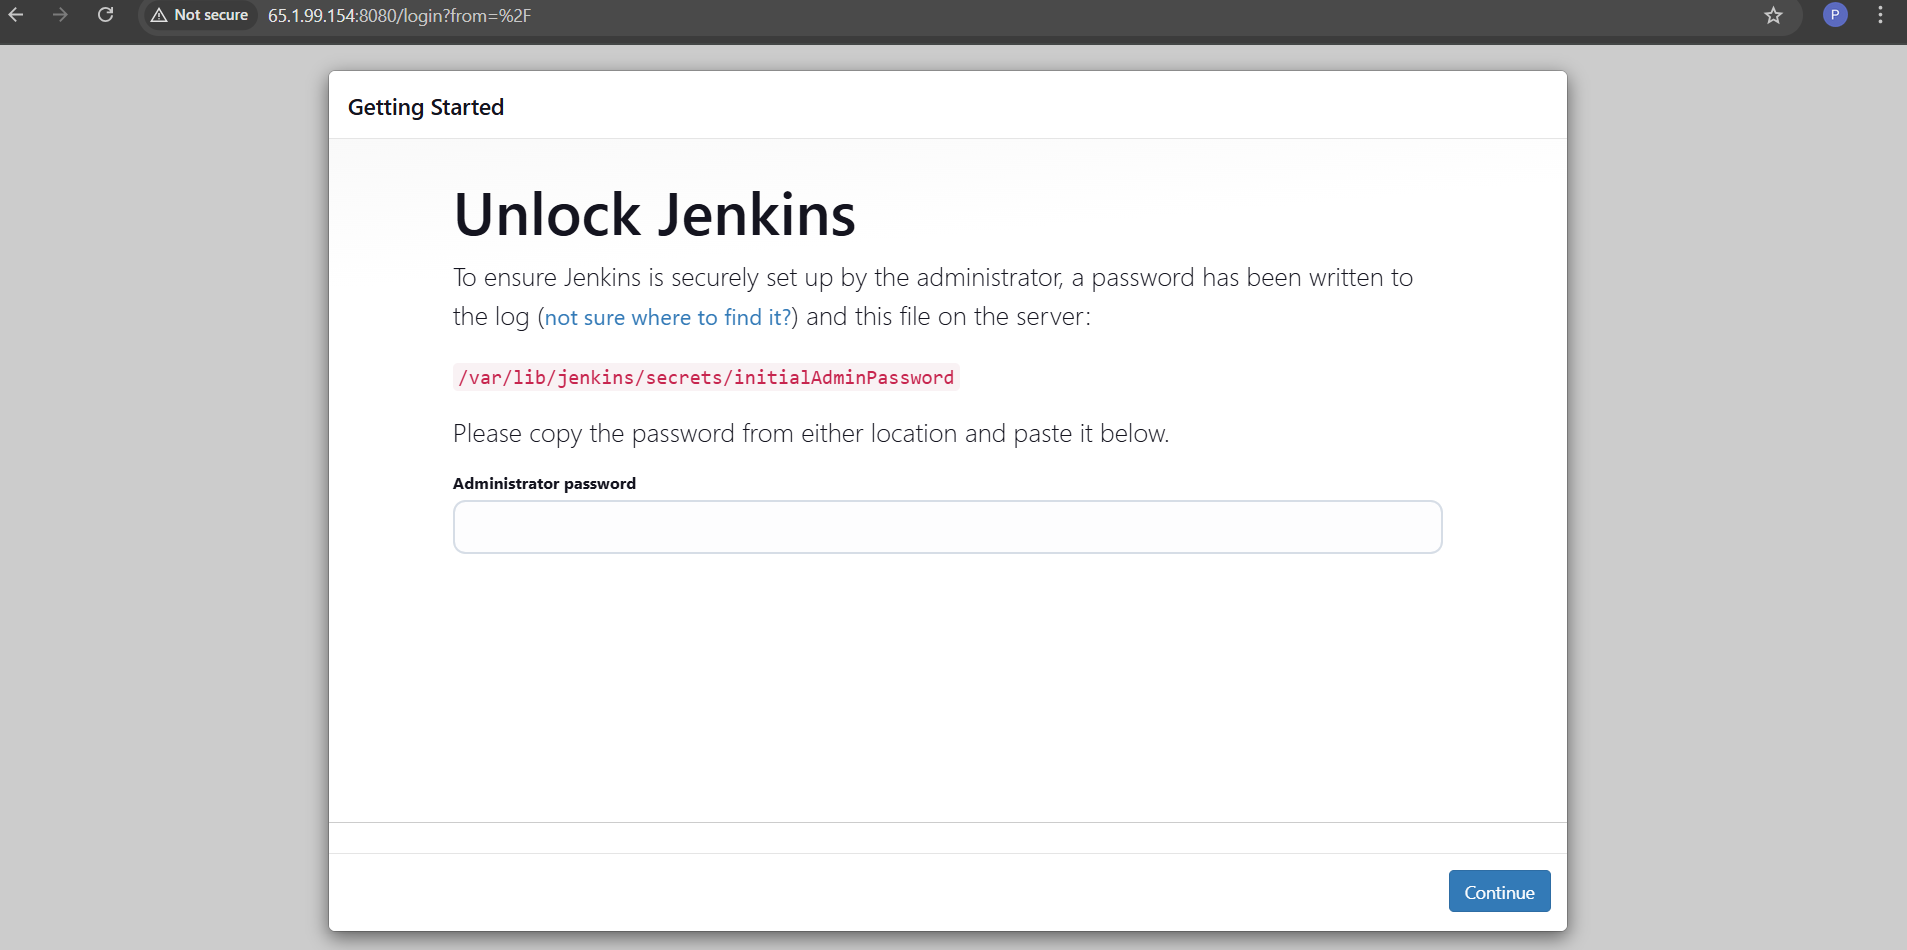 Not secure 65.1.99.154:8080/login?from=%2F
P
Getting Started
Unlock Jenkins
To ensure Jenkins is securely set up by the administrator, a password has been written to
the log (not sure where to find it?) and this file on the server:
/var/lib/jenkins/secrets/initialAdminPassword
Please copy the password from either location and paste it below.
Administrator password
Continue